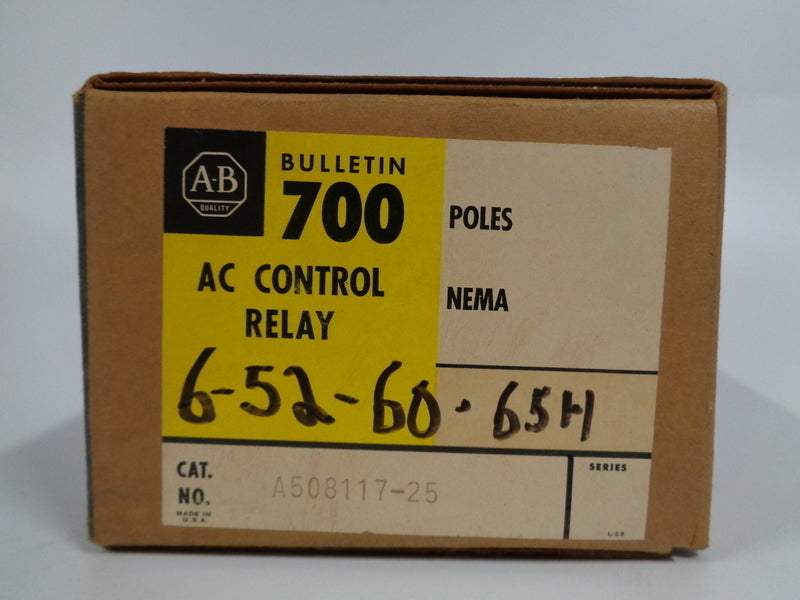 A-B
QUALITY
BULLETIN
700
AC CONTROL
RELAY
POLES
NEMA
6-52-60.65H
CAT.
NO.
MADE IN
U.S.A.
A508117-25
SERIES
L-23